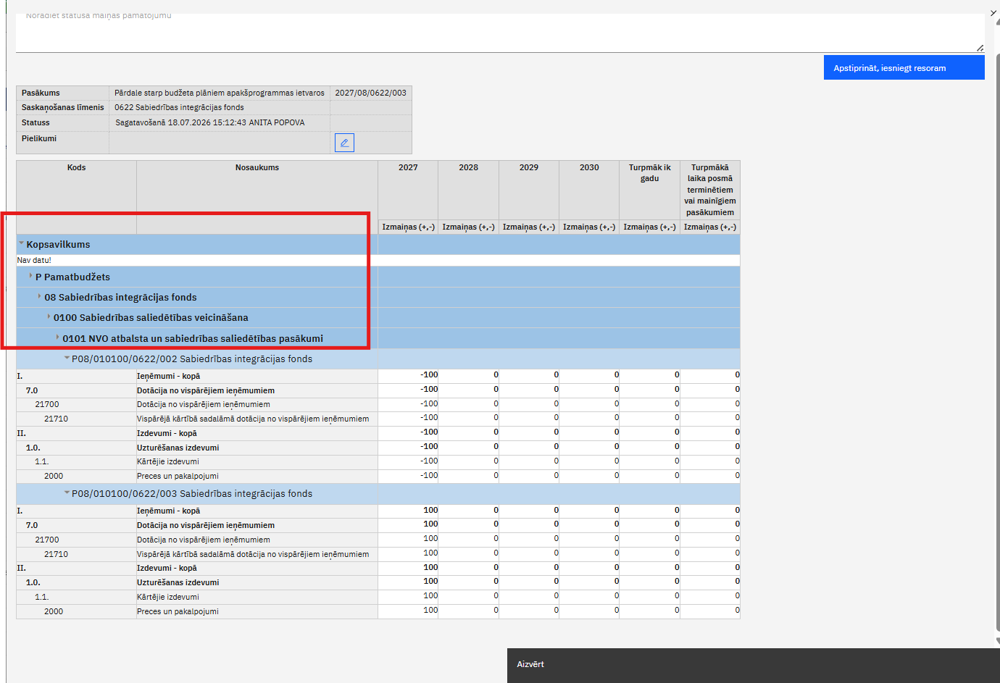 Norādiet statusa maiņas pamatojumu
Apstiprināt, iesniegt resoram
Pasākums Pārdale starp budžeta plāniem apakšprogrammas ietvaros 2027/08/0622/003
Saskaņošanas līmenis 0622 Sabiedrības integrācijas fonds
Statuss Sagatavošanā 18.07.2026 15:12:43 ANITA POPOVA
Pielikumi
Kods Nosaukums 2027 2028 2029 2030 Turpmāk ik gadu Turpmākā laika posmā terminētiem vai mainīgiem pasākumiem
Izmaiņas (+,-) Izmaiņas (+,-) Izmaiņas (+,-) Izmaiņas (+,-) Izmaiņas (+,-) Izmaiņas (+,-)
Kopsavilkums
Nav datu!
P Pamatbudžets
08 Sabiedrības integrācijas fonds
0100 Sabiedrības saliedētības veicināšana
0101 NVO atbalsta un sabiedrības saliedētības pasākumi
P08/010100/0622/002 Sabiedrības integrācijas fonds
I. Ieņēmumi - kopā -100 0 0 0 0 0
7.0 Dotācija no vispārējiem ieņēmumiem -100 0 0 0 0 0
21700 Dotācija no vispārējiem ieņēmumiem -100 0 0 0 0 0
21710 Vispārējā kārtībā sadalāmā dotācija no vispārējiem ieņēmumiem -100 0 0 0 0 0
II. Izdevumi - kopā -100 0 0 0 0 0
1.0. Uzturēšanas izdevumi -100 0 0 0 0 0
1.1. Kārtējie izdevumi -100 0 0 0 0 0
2000 Preces un pakalpojumi -100 0 0 0 0 0
P08/010100/0622/003 Sabiedrības integrācijas fonds
I. Ieņēmumi - kopā 100 0 0 0 0 0
7.0 Dotācija no vispārējiem ieņēmumiem 100 0 0 0 0 0
21700 Dotācija no vispārējiem ieņēmumiem 100 0 0 0 0 0
21710 Vispārējā kārtībā sadalāmā dotācija no vispārējiem ieņēmumiem 100 0 0 0 0 0
II. Izdevumi - kopā 100 0 0 0 0 0
1.0. Uzturēšanas izdevumi 100 0 0 0 0 0
1.1. Kārtējie izdevumi 100 0 0 0 0 0
2000 Preces un pakalpojumi 100 0 0 0 0 0
Aizvērt